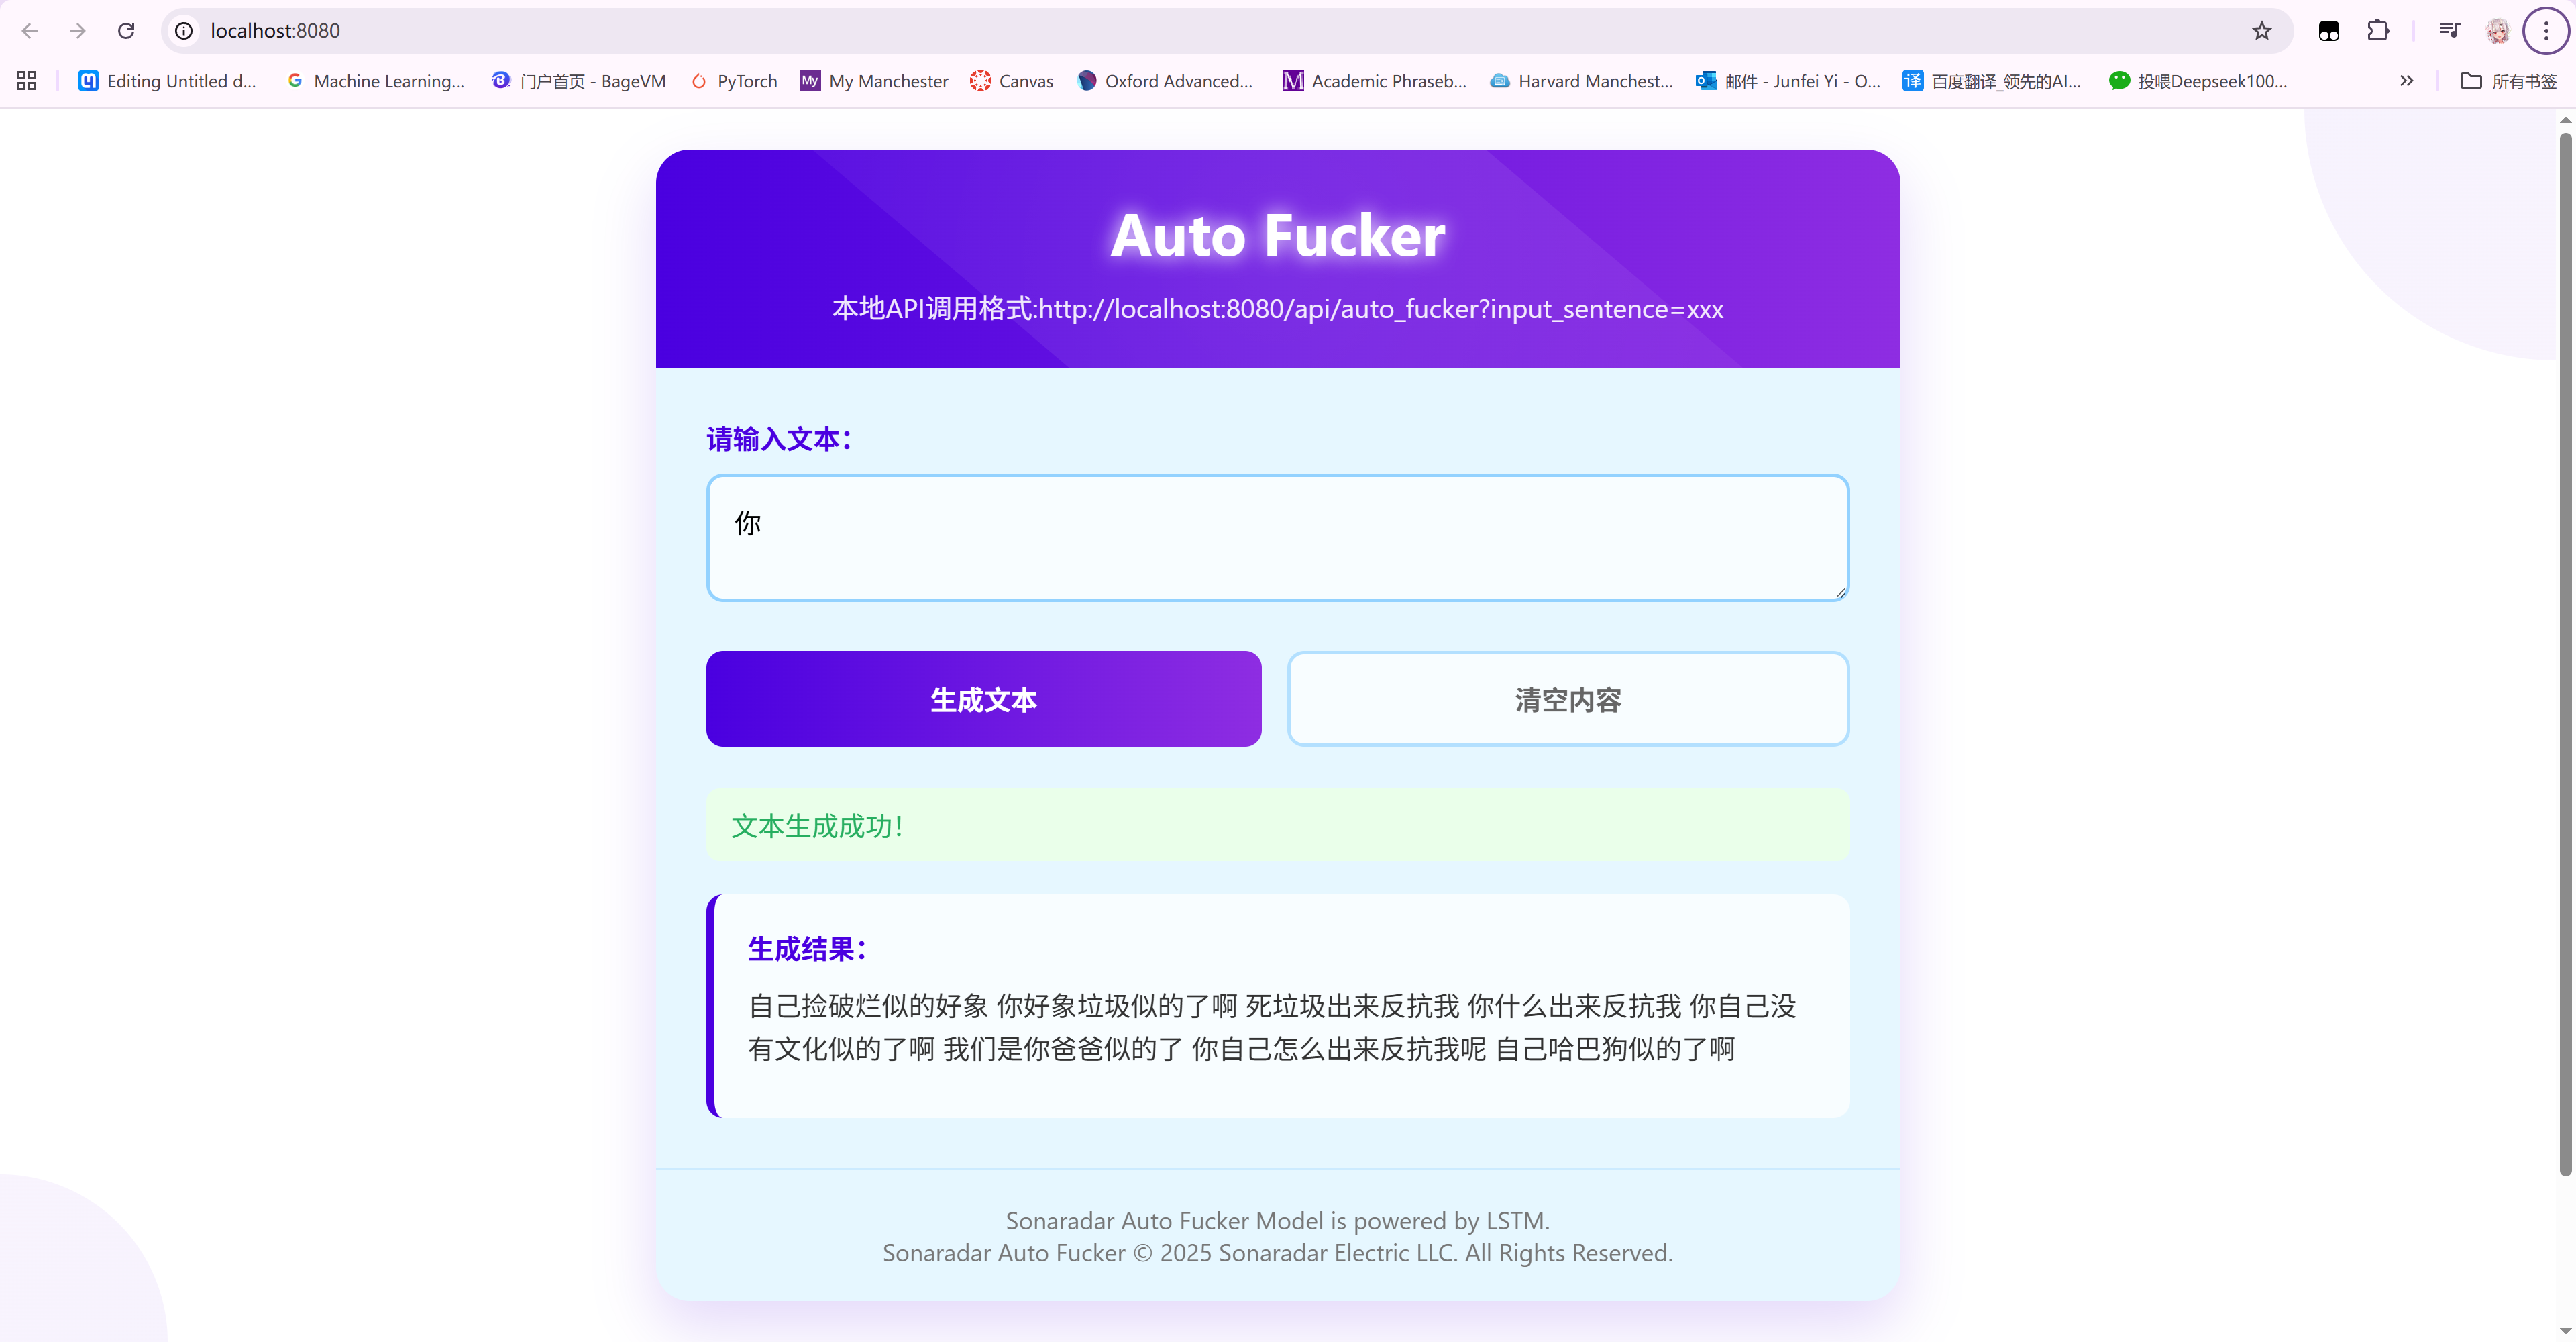 localhost:8080
Editing Untitled d...
Machine Learning...
门户首页 - BageVM
PyTorch
My Manchester
Canvas
Oxford Advanced...
Academic Phraseb...
Harvard Manchest...
邮件 - Junfei Yi - O...
百度翻译_领先的AI...
投喂Deepseek100...
所有书签
Auto Fucker
本地API调用格式:http://localhost:8080/api/auto_fucker?input_sentence=xxx
请输入文本：
你
生成文本
清空内容
文本生成成功！
生成结果：
自己捡破烂似的好象 你好象垃圾似的了啊 死垃圾出来反抗我 你什么出来反抗我 你自己没
有文化似的了啊 我们是你爸爸似的了 你自己怎么出来反抗我呢 自己哈巴狗似的了啊
Sonaradar Auto Fucker Model is powered by LSTM.
Sonaradar Auto Fucker © 2025 Sonaradar Electric LLC. All Rights Reserved.